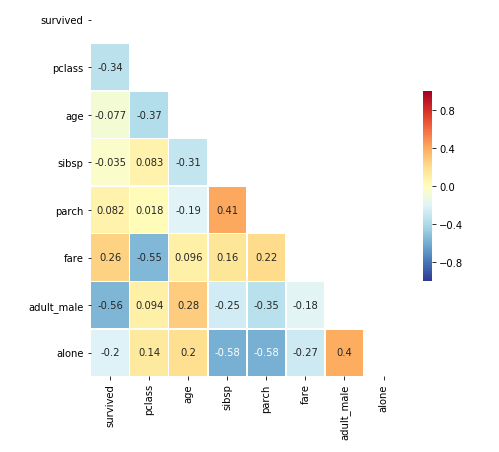 survived
pclass -0.34
age -0.077 -0.37
sibsp -0.035 0.083 -0.31
parch 0.082 0.018 -0.19 0.41
fare 0.26 -0.55 0.096 0.16 0.22
adult_male -0.56 0.094 0.28 -0.25 -0.35 -0.18
alone -0.2 0.14 0.2 -0.58 -0.58 -0.27 0.4
survived pclass age sibsp parch fare adult_male alone
0.8
0.4
0.0
−0.4
−0.8